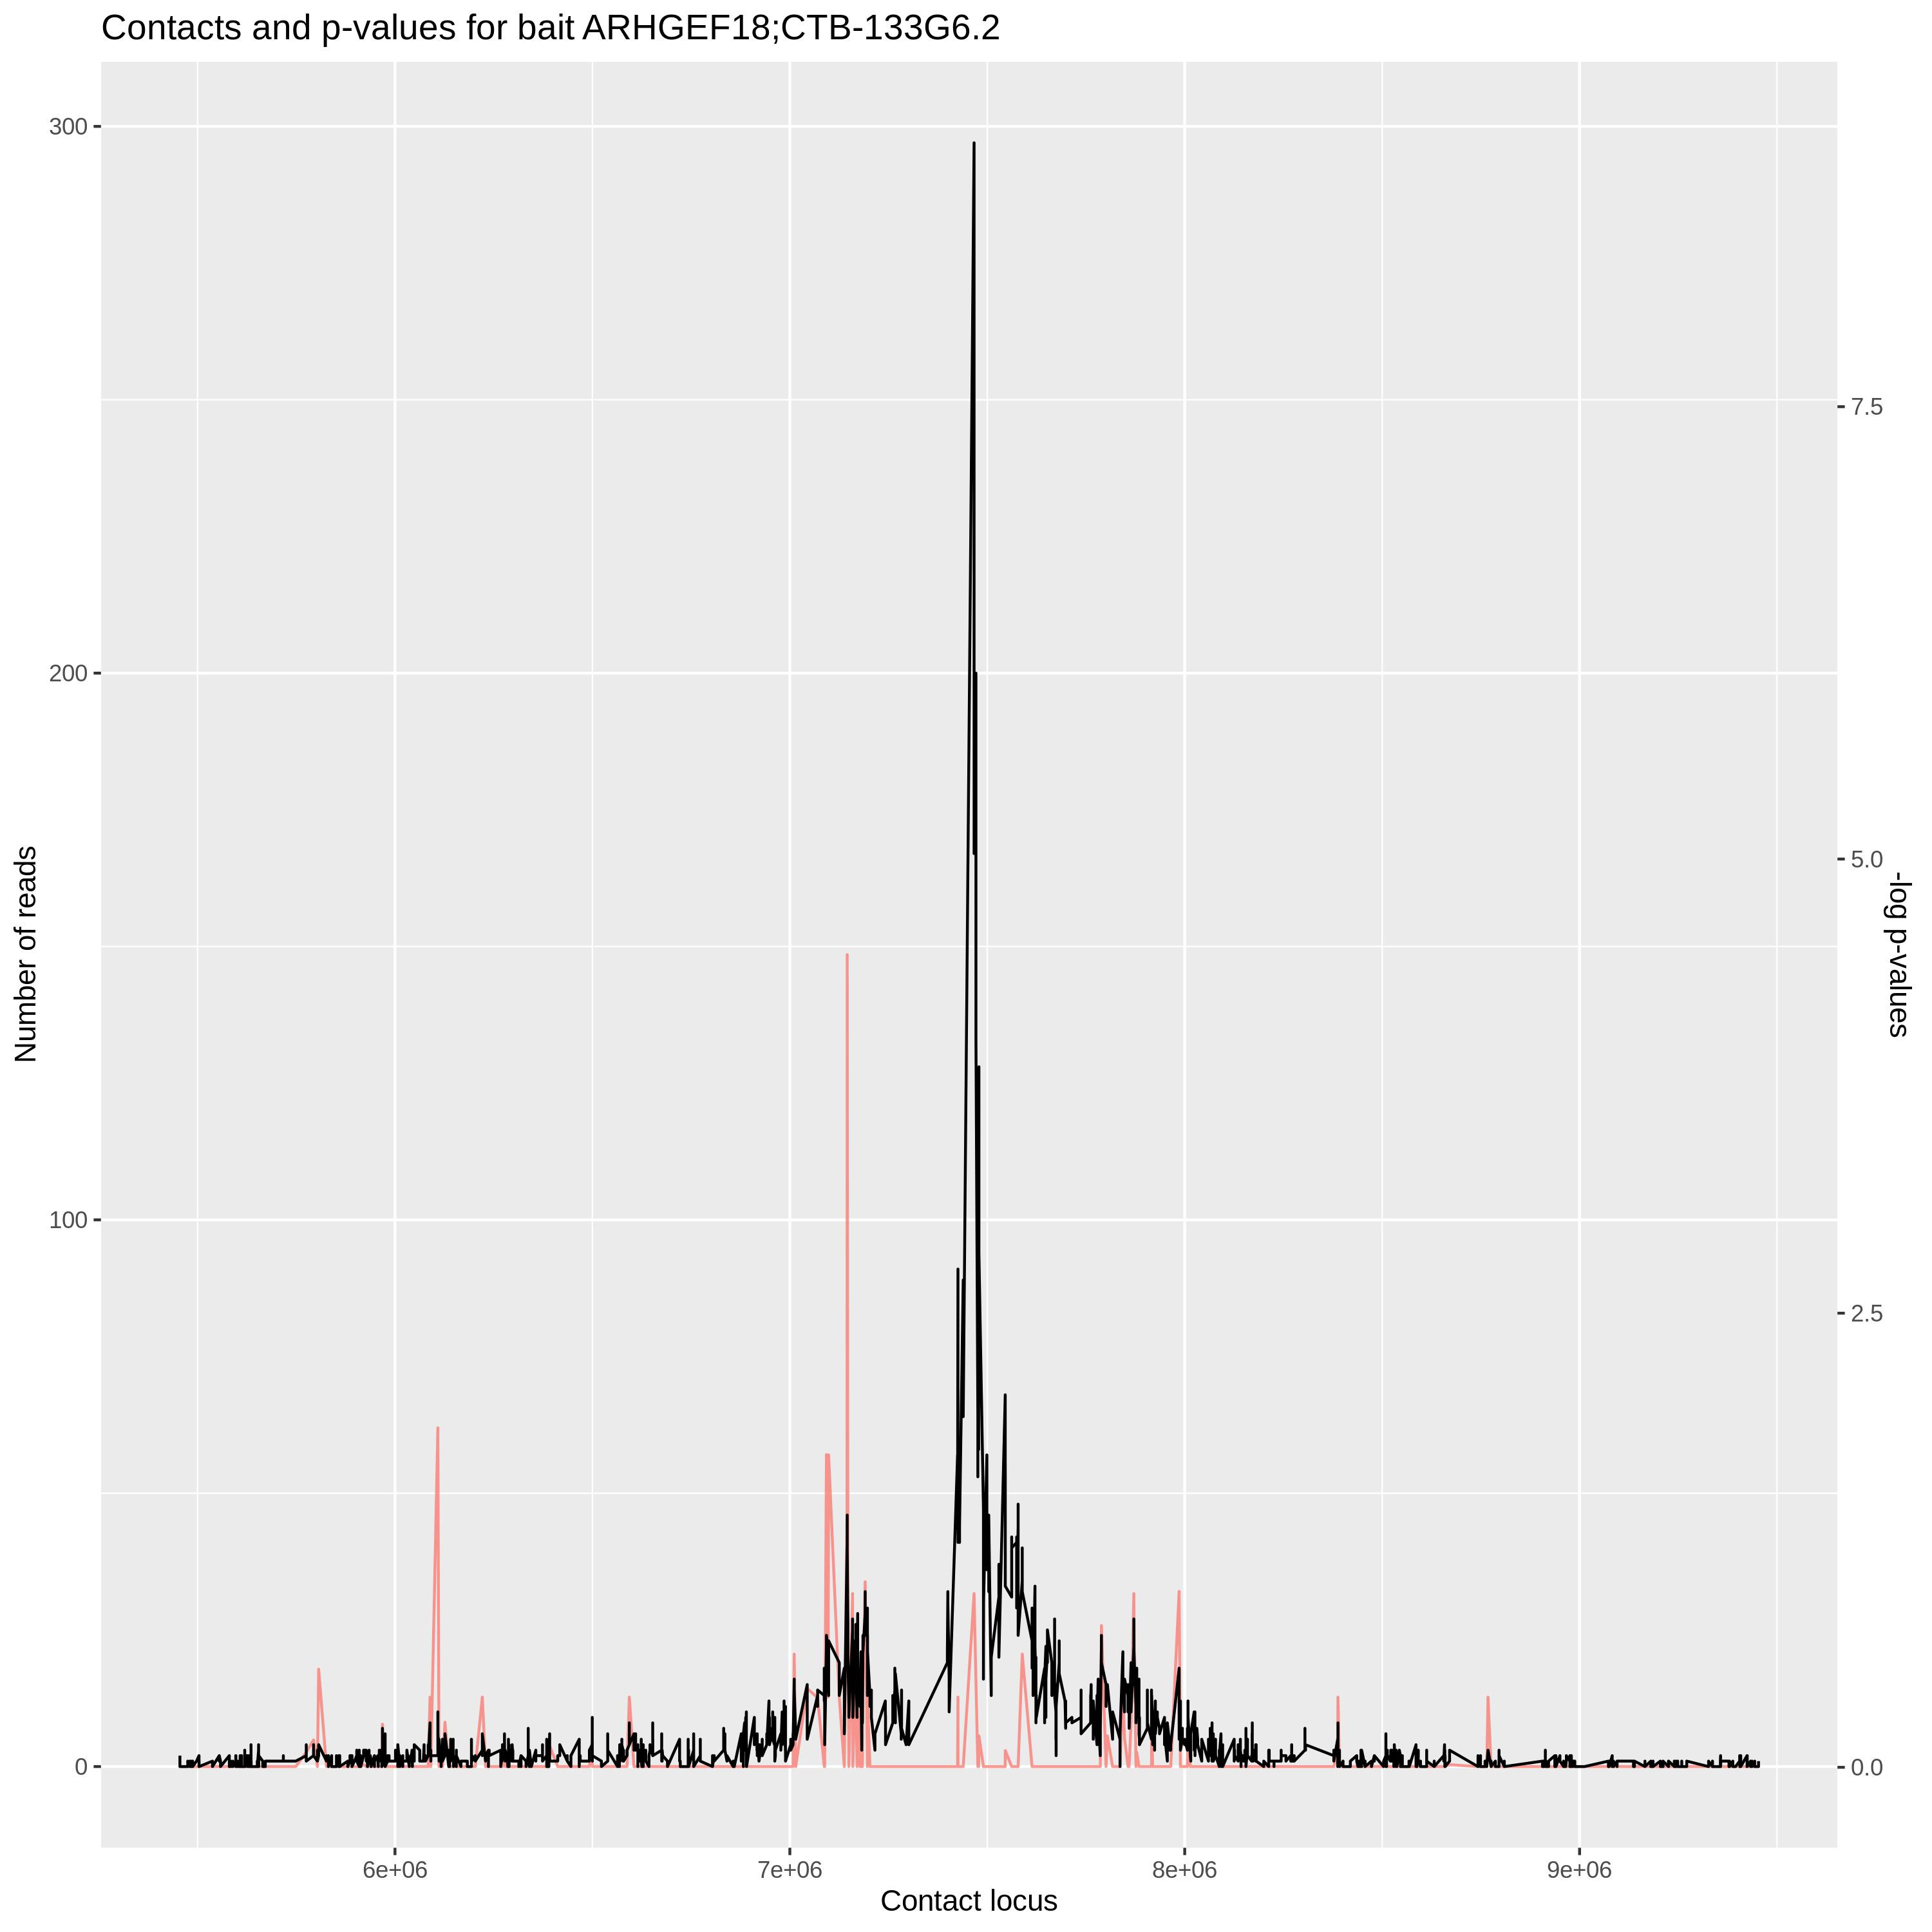 Contacts and p-values for bait ARHGEF18;CTB-133G6.2
300
200
100
0
Number of reads
7.5
5.0
2.5
0.0
-log p-values
6e+06
7e+06
8e+06
9e+06
Contact locus